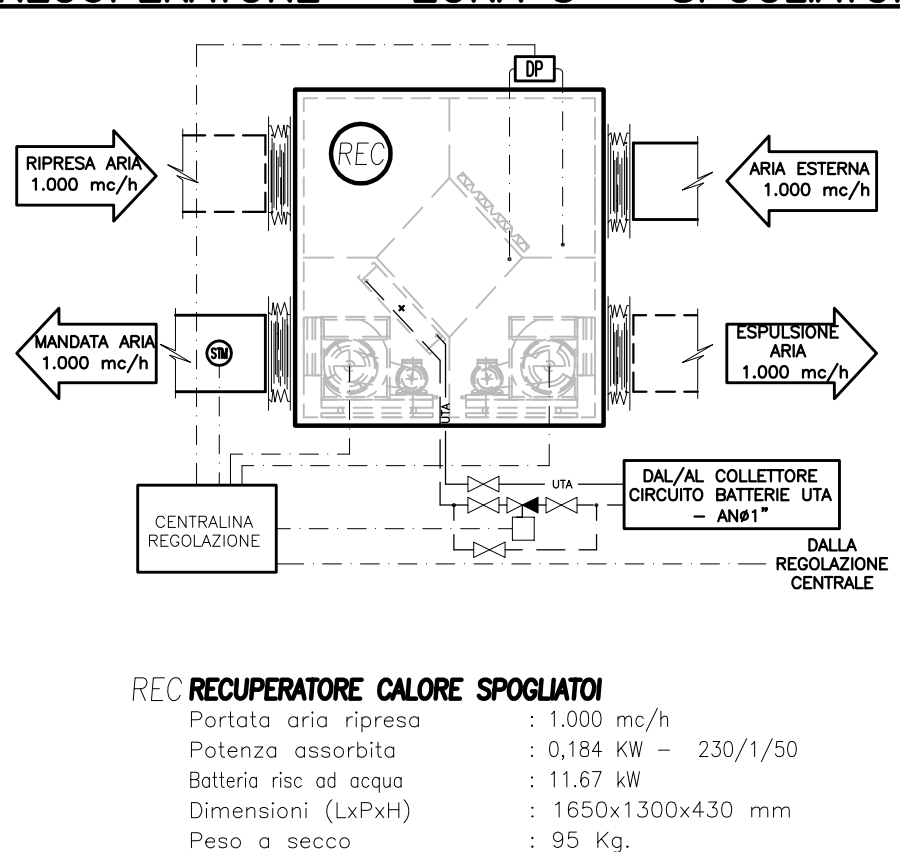 RECUPERATORE
ZONA
SPOGLIATOI
DP
REC
RIPRESA ARIA
1.000 mc/h
ARIA ESTERNA
1.000 mc/h
MANDATA ARIA
1.000 mc/h
STM
ESPULSIONE
ARIA
1.000 mc/h
UTA
UTA
DAL/AL COLLETTORE
CIRCUITO BATTERIE UTA
- ANø1"
CENTRALINA
REGOLAZIONE
DALLA
REGOLAZIONE
CENTRALE
REC RECUPERATORE CALORE SPOGLIATOI
Portata aria ripresa : 1.000 mc/h
Potenza assorbita : 0,184 KW - 230/1/50
Batteria risc ad acqua : 11.67 kW
Dimensioni (LxPxH) : 1650x1300x430 mm
Peso a secco : 95 Kg.